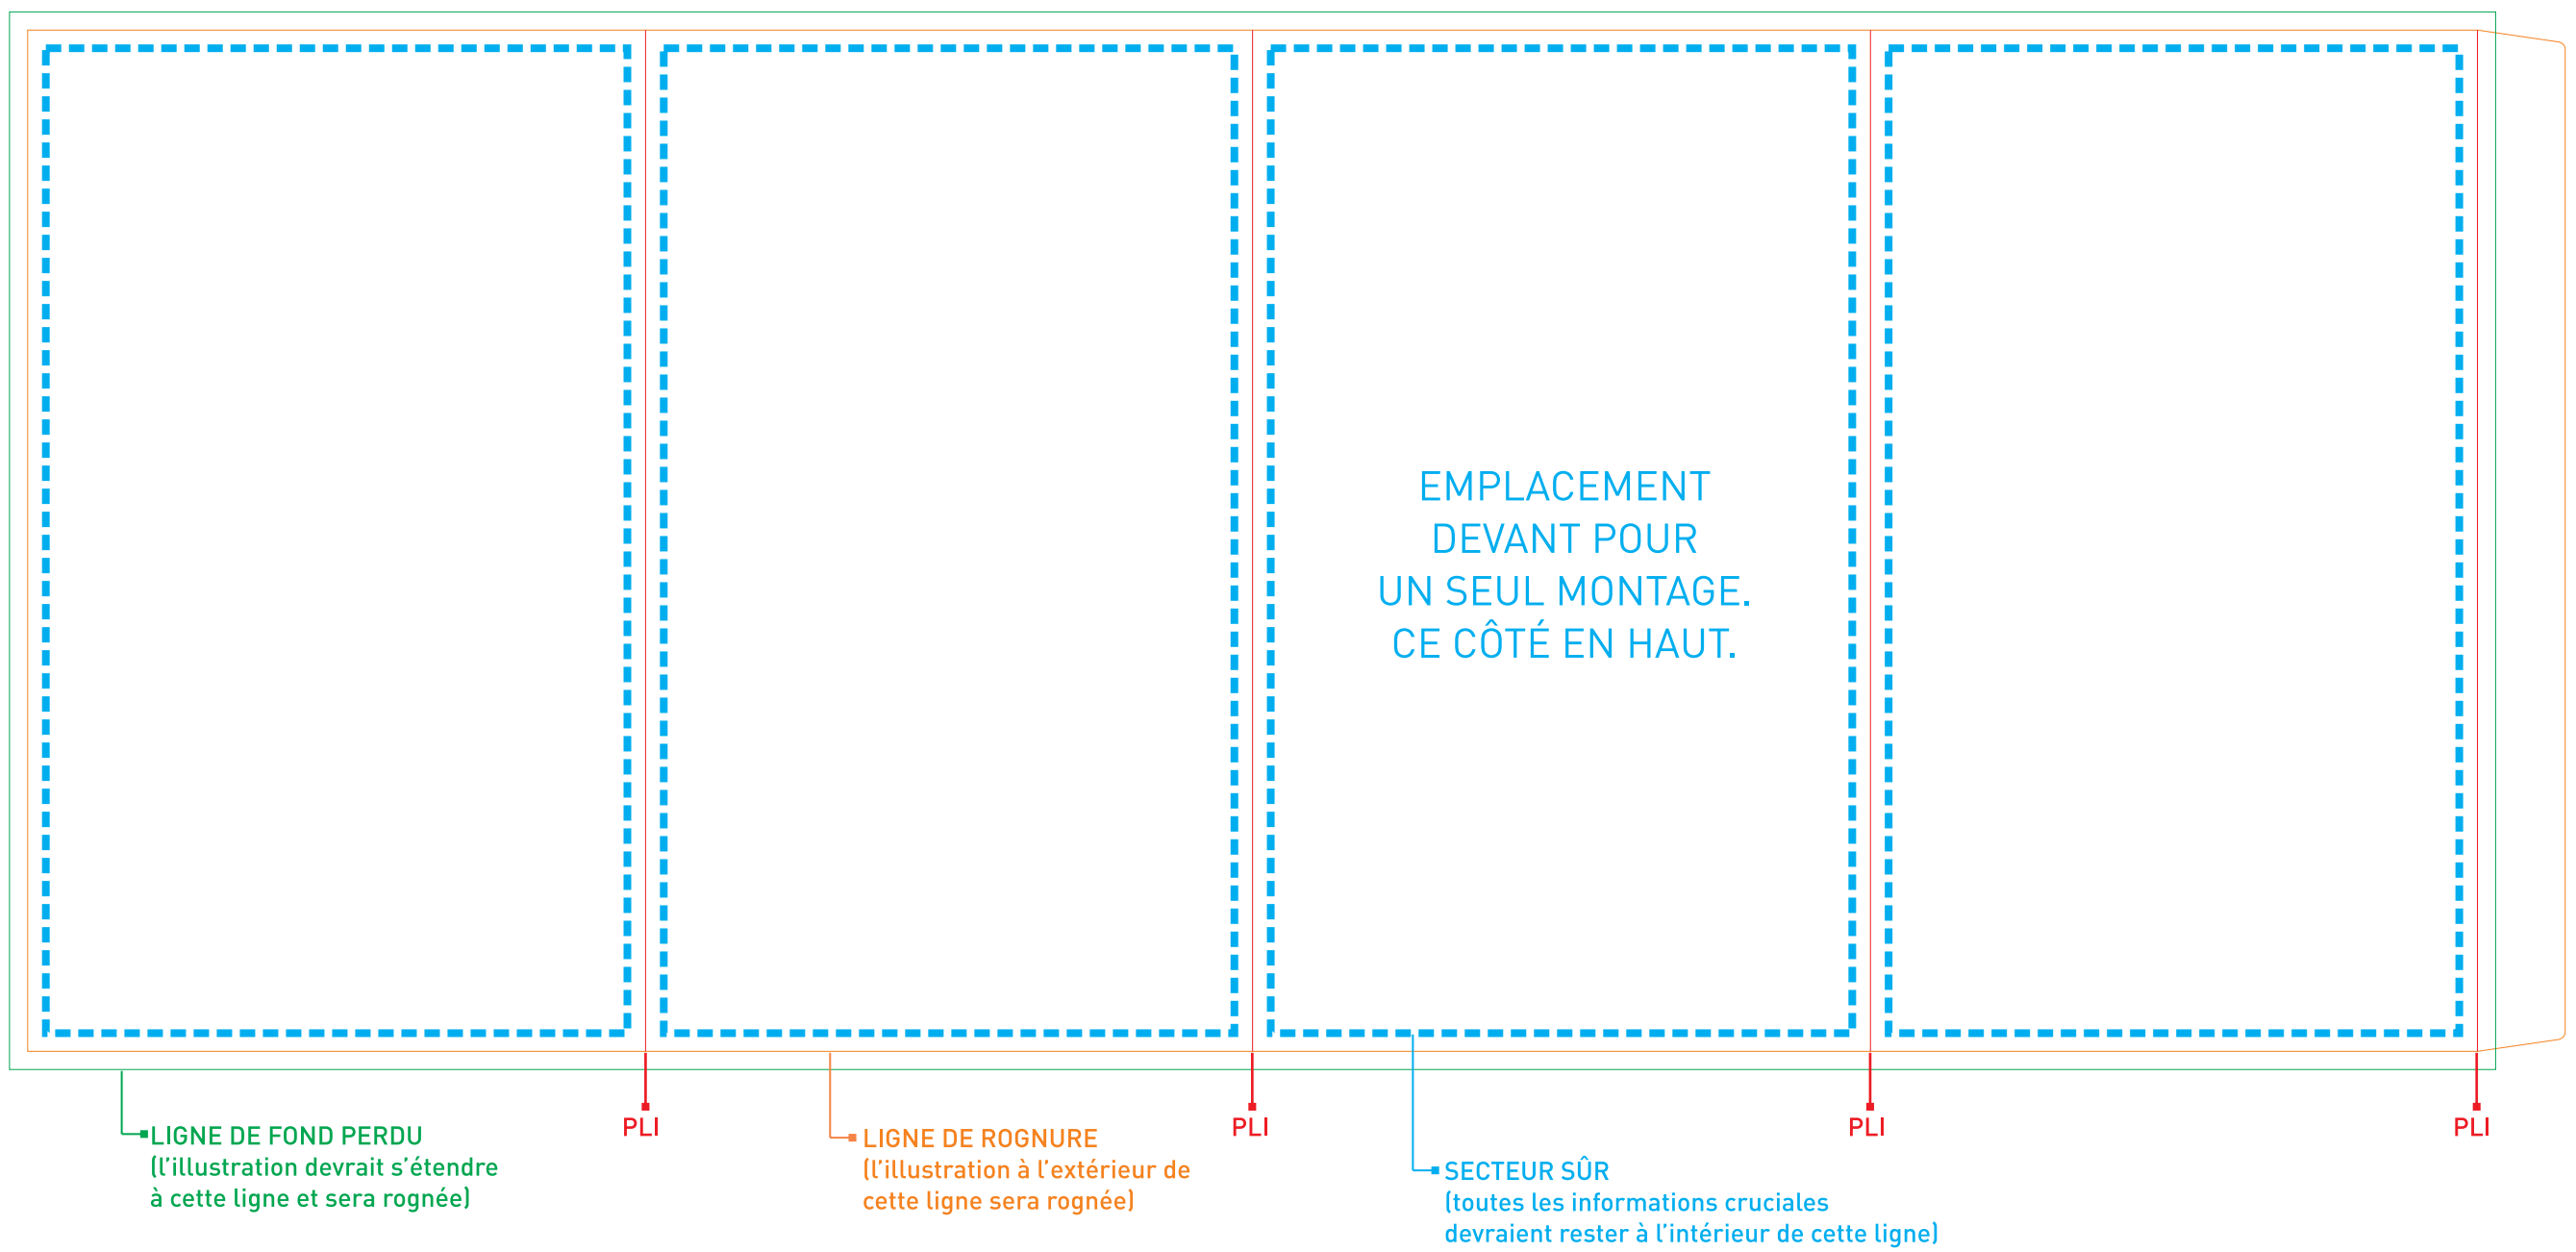 EMPLACEMENT
DEVANT POUR
UN SEUL MONTAGE.
CE CÔTÉ EN HAUT.
LIGNE DE FOND PERDU
(l’illustration devrait s’étendre
à cette ligne et sera rognée)
PLI
LIGNE DE ROGNURE
(l’illustration à l’extérieur de
cette ligne sera rognée)
PLI
SECTEUR SÛR
(toutes les informations cruciales
devraient rester à l’intérieur de cette ligne)
PLI
PLI